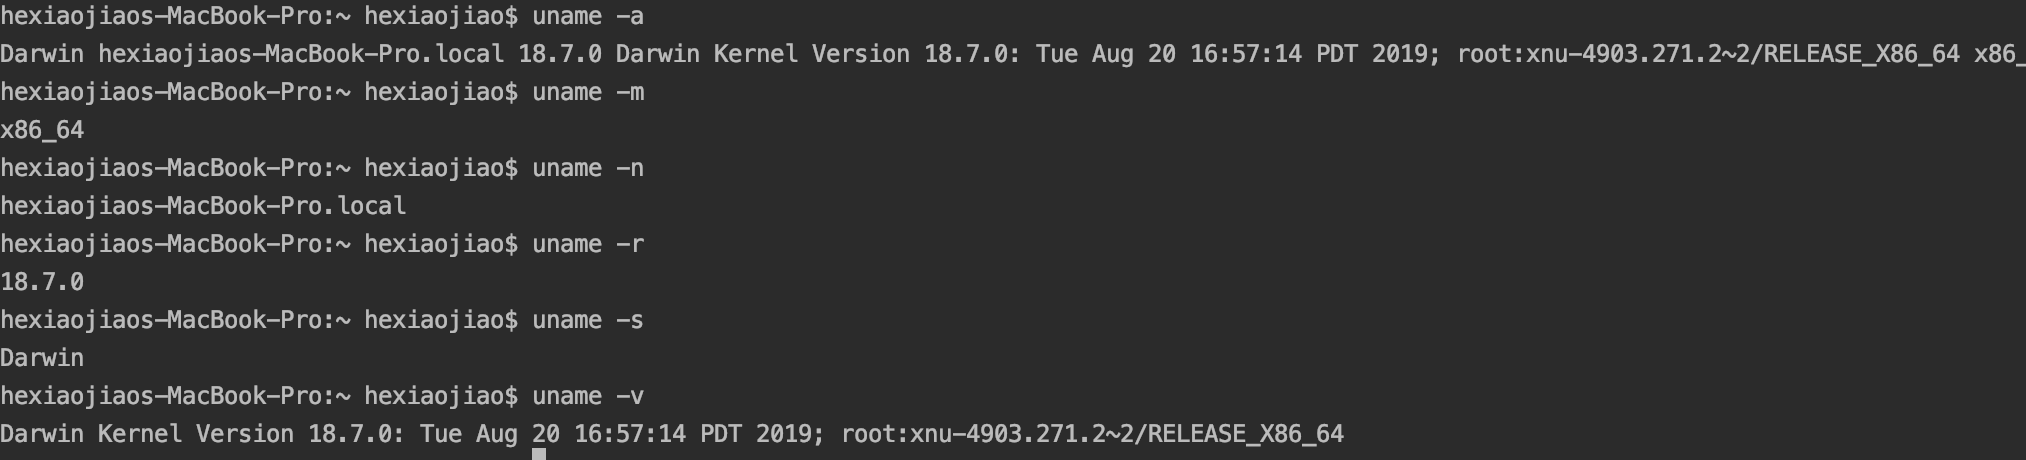 hexiaojiaos-MacBook-Pro:~ hexiaojiao$ uname -a
Darwin hexiaojiaos-MacBook-Pro.local 18.7.0 Darwin Kernel Version 18.7.0: Tue Aug 20 16:57:14 PDT 2019; root:xnu-4903.271.2~2/RELEASE_X86_64 x86_
hexiaojiaos-MacBook-Pro:~ hexiaojiao$ uname -m
x86_64
hexiaojiaos-MacBook-Pro:~ hexiaojiao$ uname -n
hexiaojiaos-MacBook-Pro.local
hexiaojiaos-MacBook-Pro:~ hexiaojiao$ uname -r
18.7.0
hexiaojiaos-MacBook-Pro:~ hexiaojiao$ uname -s
Darwin
hexiaojiaos-MacBook-Pro:~ hexiaojiao$ uname -v
Darwin Kernel Version 18.7.0: Tue Aug 20 16:57:14 PDT 2019; root:xnu-4903.271.2~2/RELEASE_X86_64